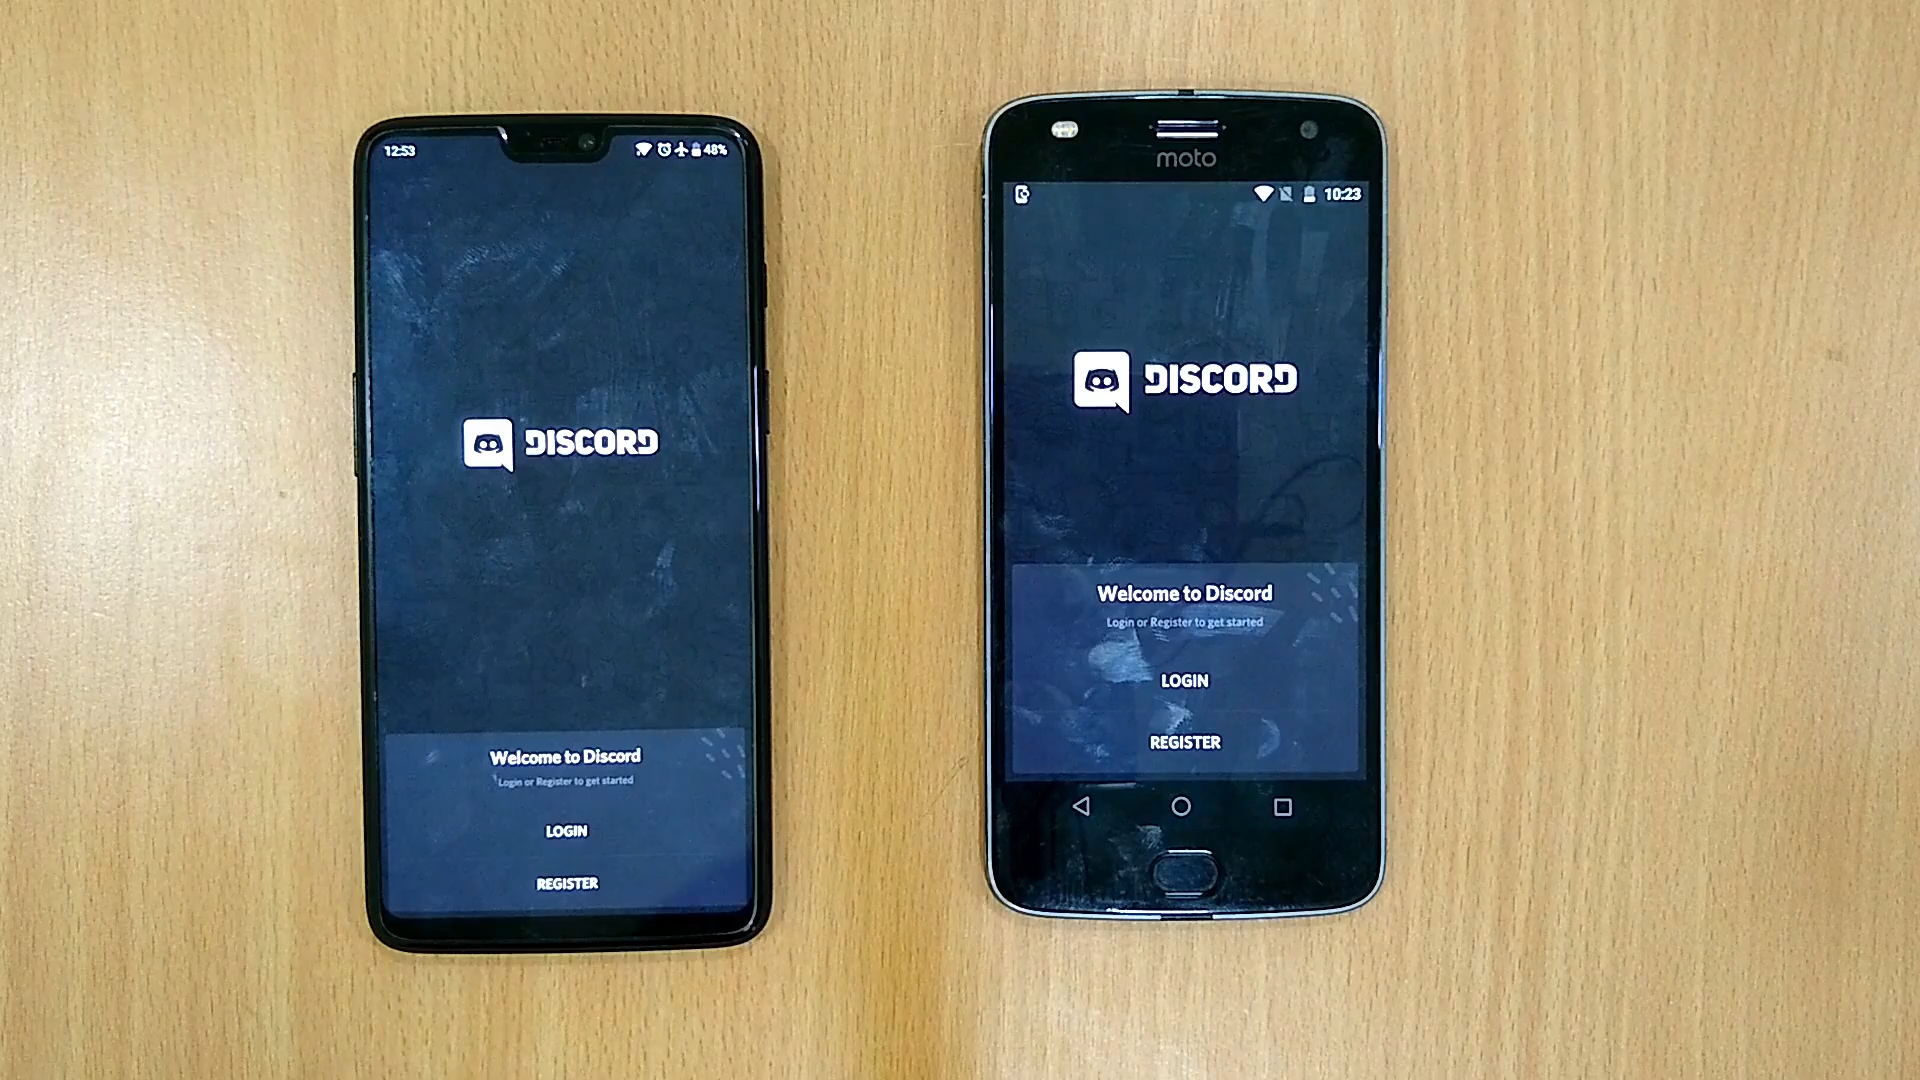 12:53
48%
DISCORD
Welcome to Discord
Login or Register to get started
LOGIN
REGISTER
moto
10:23
DISCORD
Welcome to Discord
Login or Register to get started
LOGIN
REGISTER